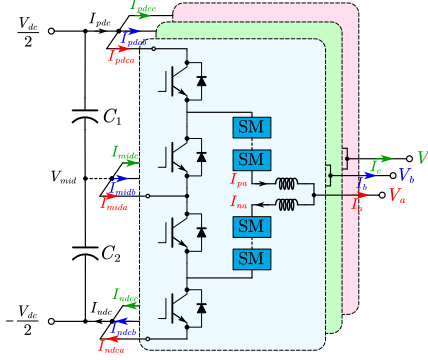 V_dc/2
I_pdc
I_pdcc
I_pdcb
I_pdca
C_1
SM
SM
V_mid
I_midc
I_midb
I_mida
I_pa
I_na
I_c
I_b
I_a
V
V_b
V_a
SM
SM
C_2
-V_dc/2
I_ndc
I_ndcc
I_ndcb
I_ndca